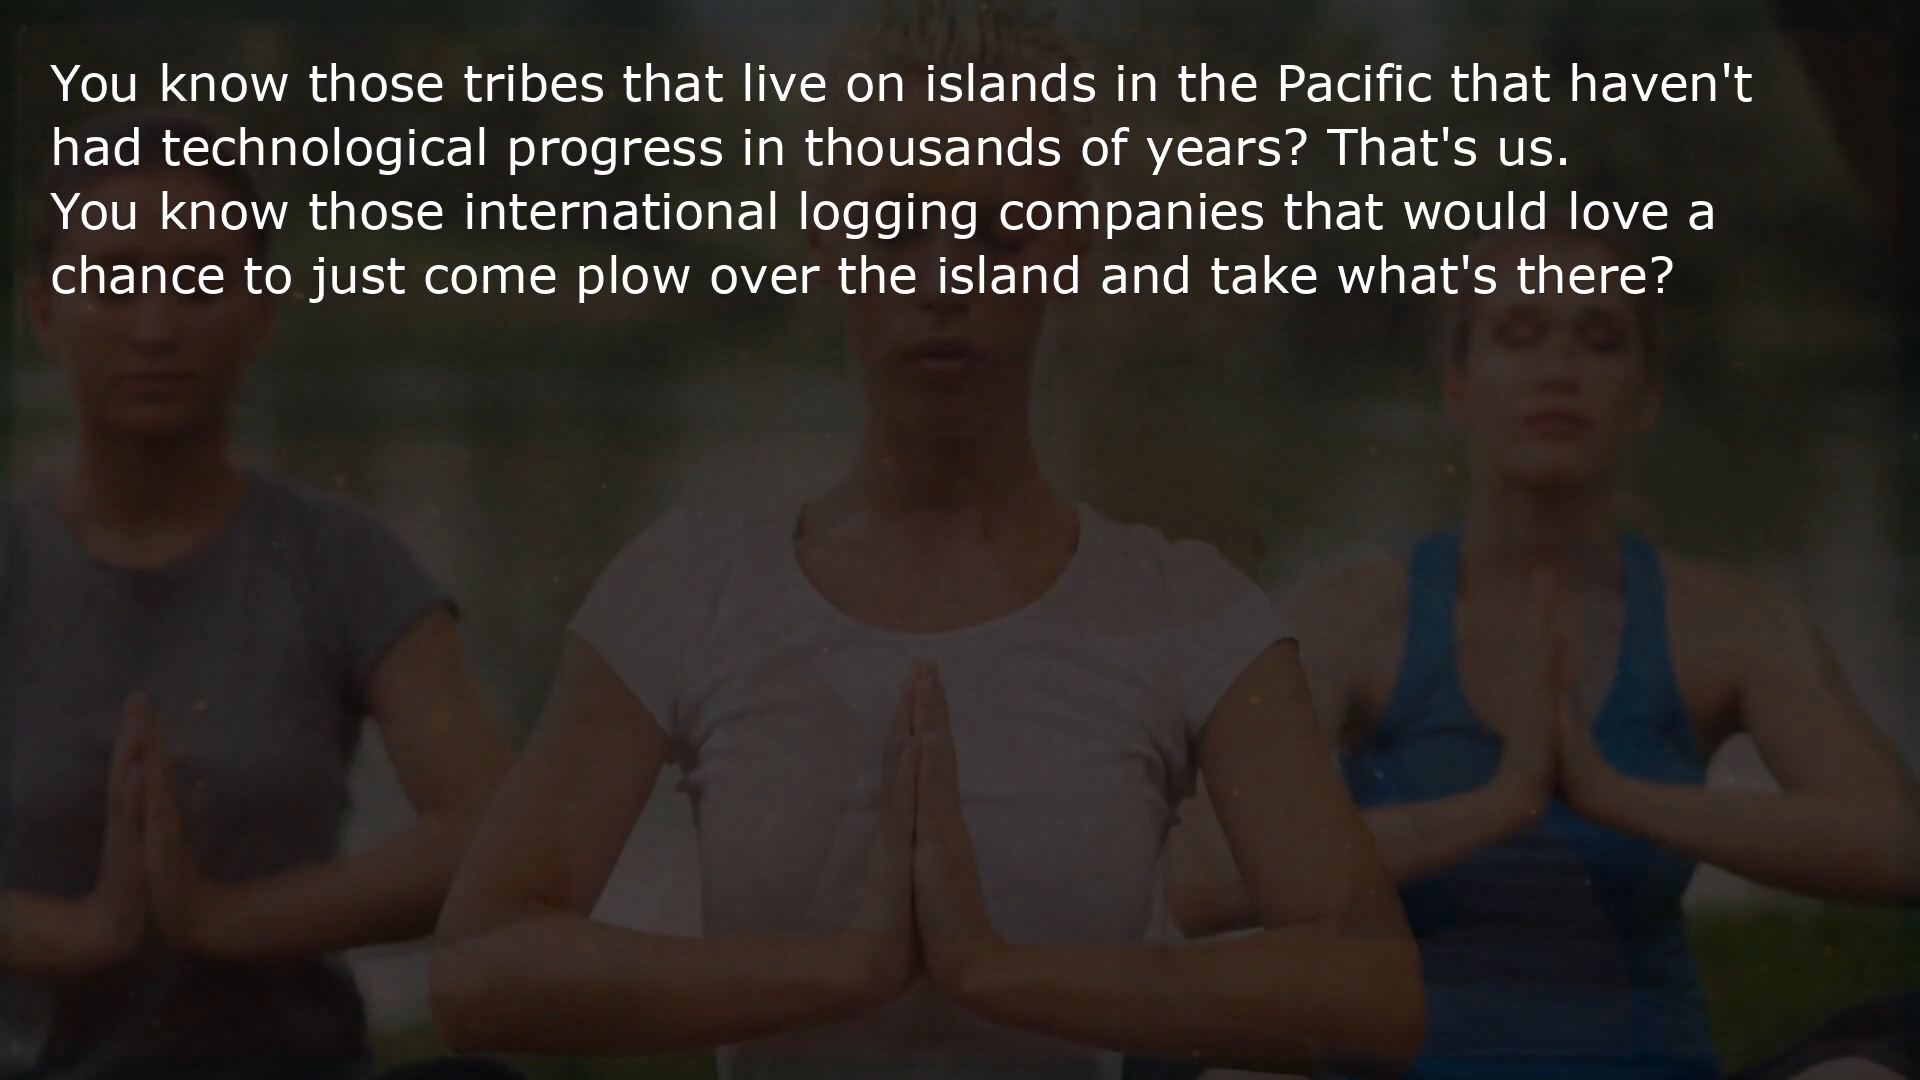 You know those tribes that live on islands in the Pacific that haven't
had technological progress in thousands of years? That's us.
You know those international logging companies that would love a
chance to just come plow over the island and take what's there?